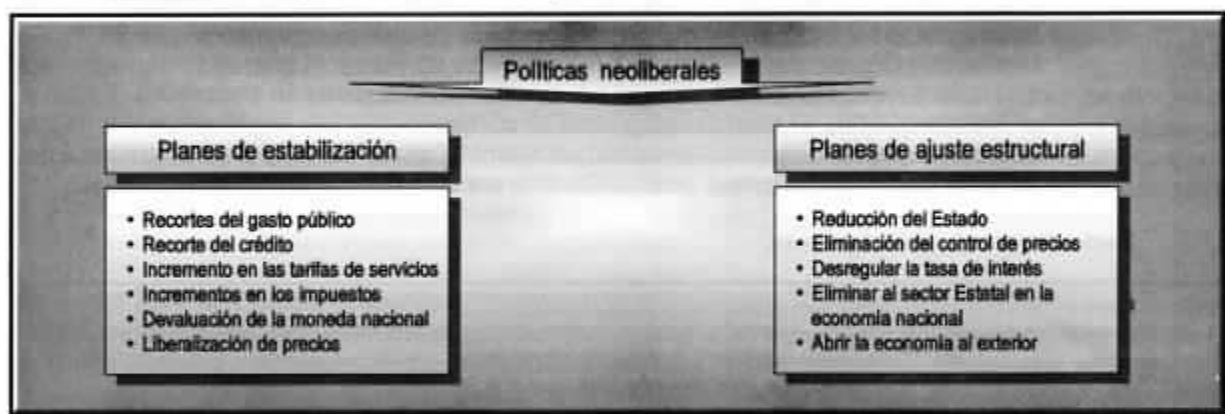 Políticas neoliberales
Planes de estabilización
• Recortes del gasto público
• Recorte del crédito
• Incremento en las tarifas de servicios
• Incrementos en los impuestos
• Devaluación de la moneda nacional
• Liberalización de precios
Planes de ajuste estructural
• Reducción del Estado
• Eliminación del control de precios
• Desregular la tasa de interés
• Eliminar al sector Estatal en la
economía nacional
• Abrir la economía al exterior